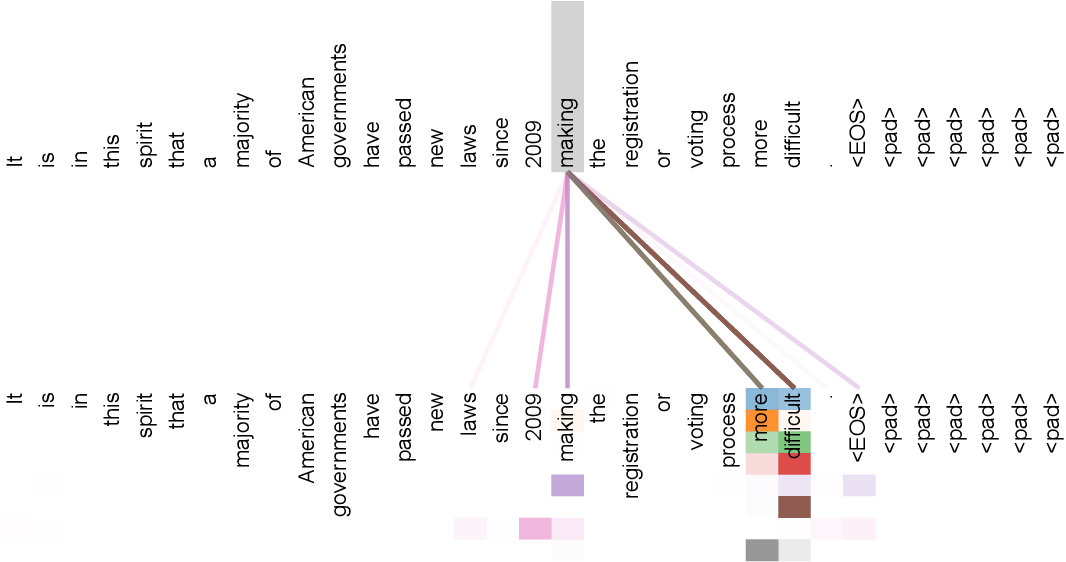 It is in this spirit that a majority of American governments have passed new laws since 2009 making the registration or voting process more difficult . <EOS> <pad> <pad> <pad> <pad> <pad> <pad>
It is in this spirit that a majority of American governments have passed new laws since 2009 making the registration or voting process more difficult . <EOS> <pad> <pad> <pad> <pad> <pad> <pad>